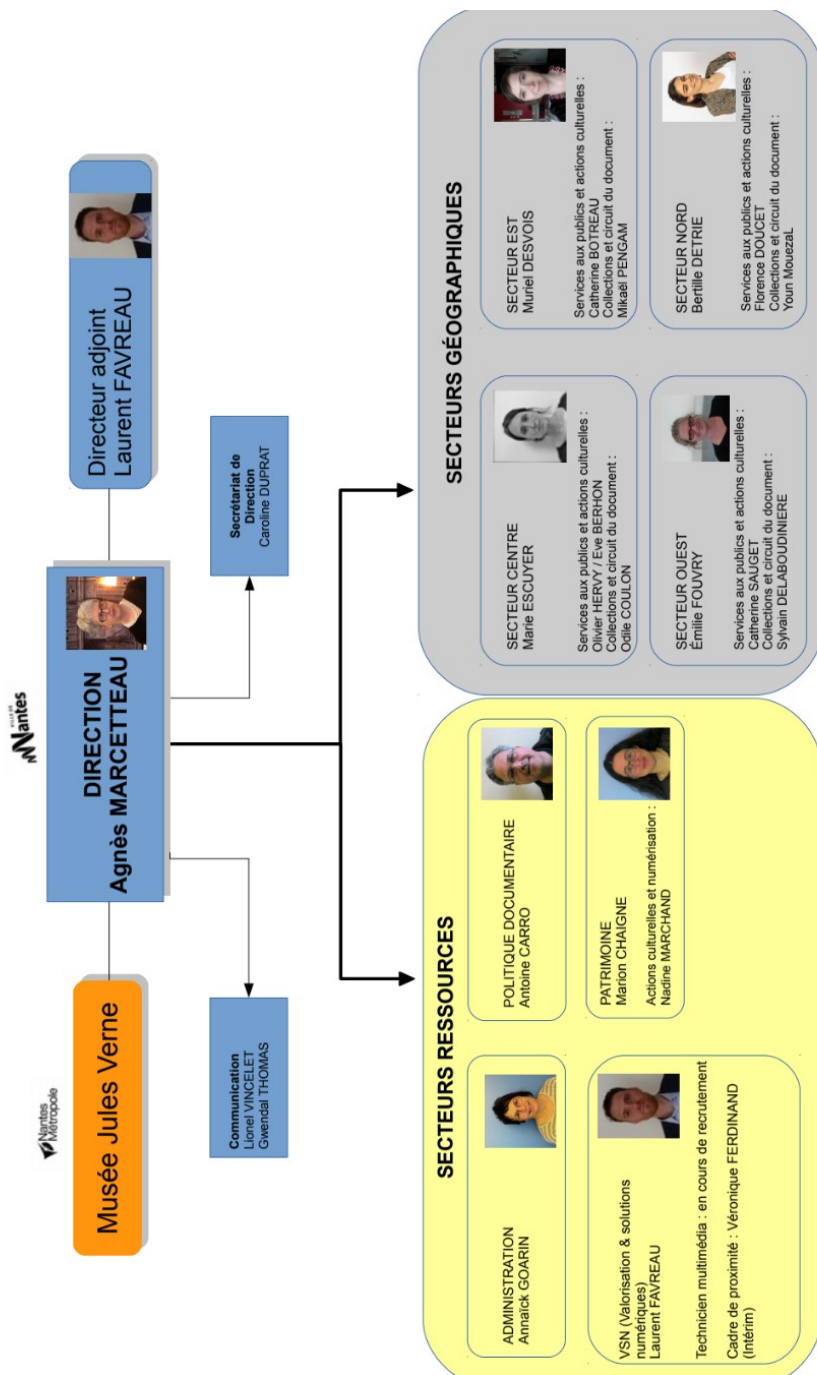 Nantes
Métropole
VILLE DE
Nantes
Musée Jules Verne
DIRECTION
Agnès MARCETTEAU
Directeur adjoint
Laurent FAVREAU
Communication
Lionel VINCELET
Gwendal THOMAS
Secrétariat de
Direction
Caroline DUPRAT
SECTEURS RESSOURCES
ADMINISTRATION
Annaïck GOARIN
POLITIQUE DOCUMENTAIRE
Antoine CARRO
VSN (Valorisation & solutions
numériques)
Laurent FAVREAU
Technicien multimédia : en cours de recrutement
Cadre de proximité : Véronique FERDINAND
(Intérim)
PATRIMOINE
Marion CHAIGNE
Actions culturelles et numérisation :
Nadine MARCHAND
SECTEURS GÉOGRAPHIQUES
SECTEUR CENTRE
Marie ESCUYER
Services aux publics et actions culturelles :
Olivier HERVY / Eve BERHON
Collections et circuit du document :
Odile COULON
SECTEUR EST
Muriel DESVOIS
Services aux publics et actions culturelles :
Catherine BOTREAU
Collections et circuit du document :
Mikaël PENGAM
SECTEUR OUEST
Émilie FOUVRY
Services aux publics et actions culturelles :
Catherine SAUGET
Collections et circuit du document :
Sylvain DELABOUDINIERE
SECTEUR NORD
Bertille DETRIE
Services aux publics et actions culturelles :
Florence DOUCET
Collections et circuit du document :
Youn MouezaL